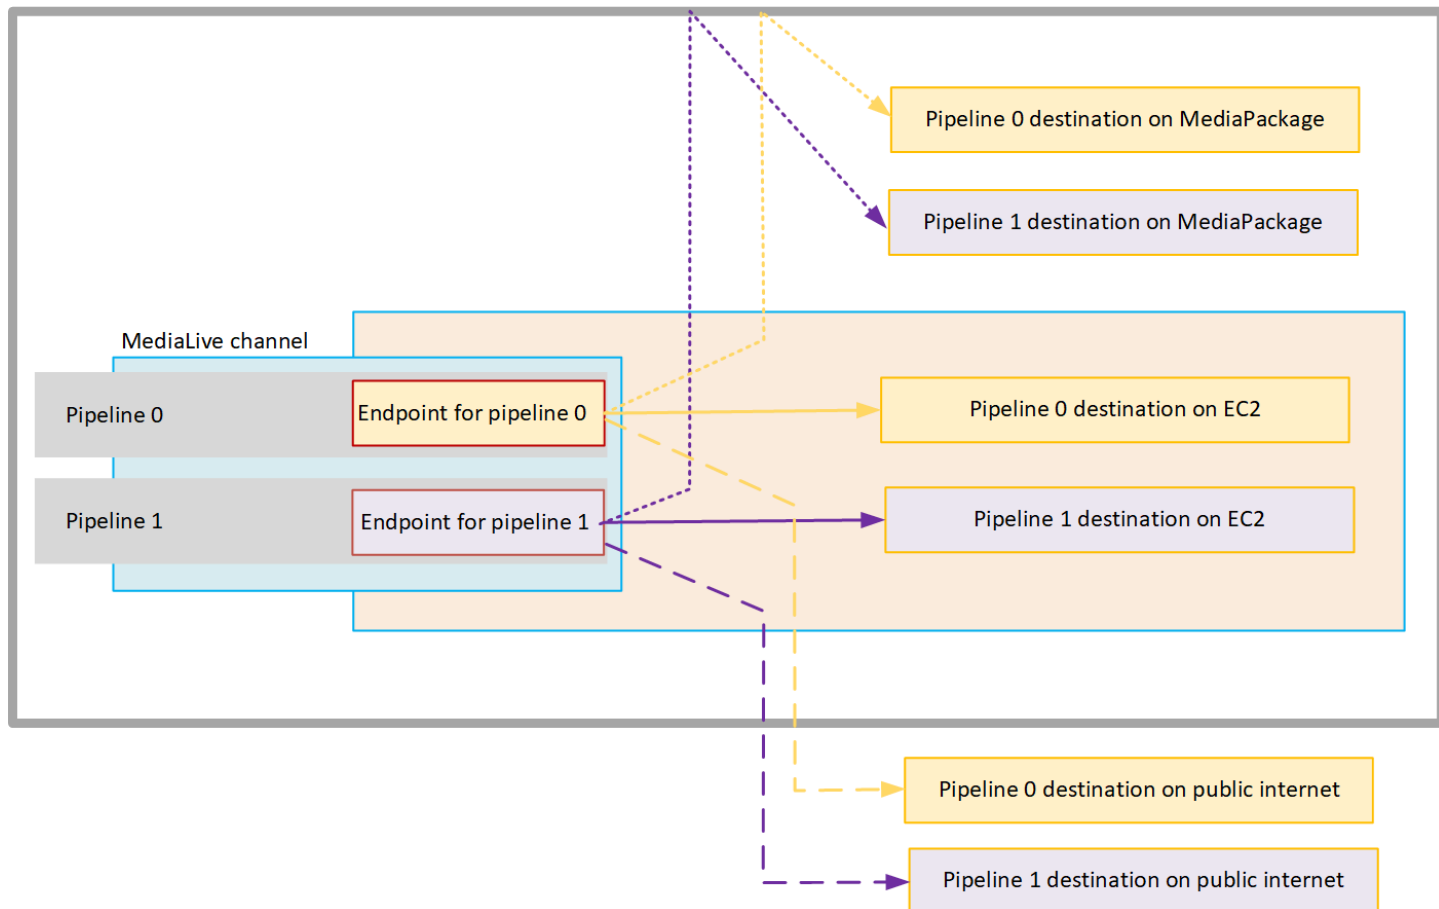 Pipeline 0 destination on MediaPackage
Pipeline 1 destination on MediaPackage
MediaLive channel
Pipeline 0
Endpoint for pipeline 0
Pipeline 0 destination on EC2
Pipeline 1
Endpoint for pipeline 1
Pipeline 1 destination on EC2
Pipeline 0 destination on public internet
Pipeline 1 destination on public internet